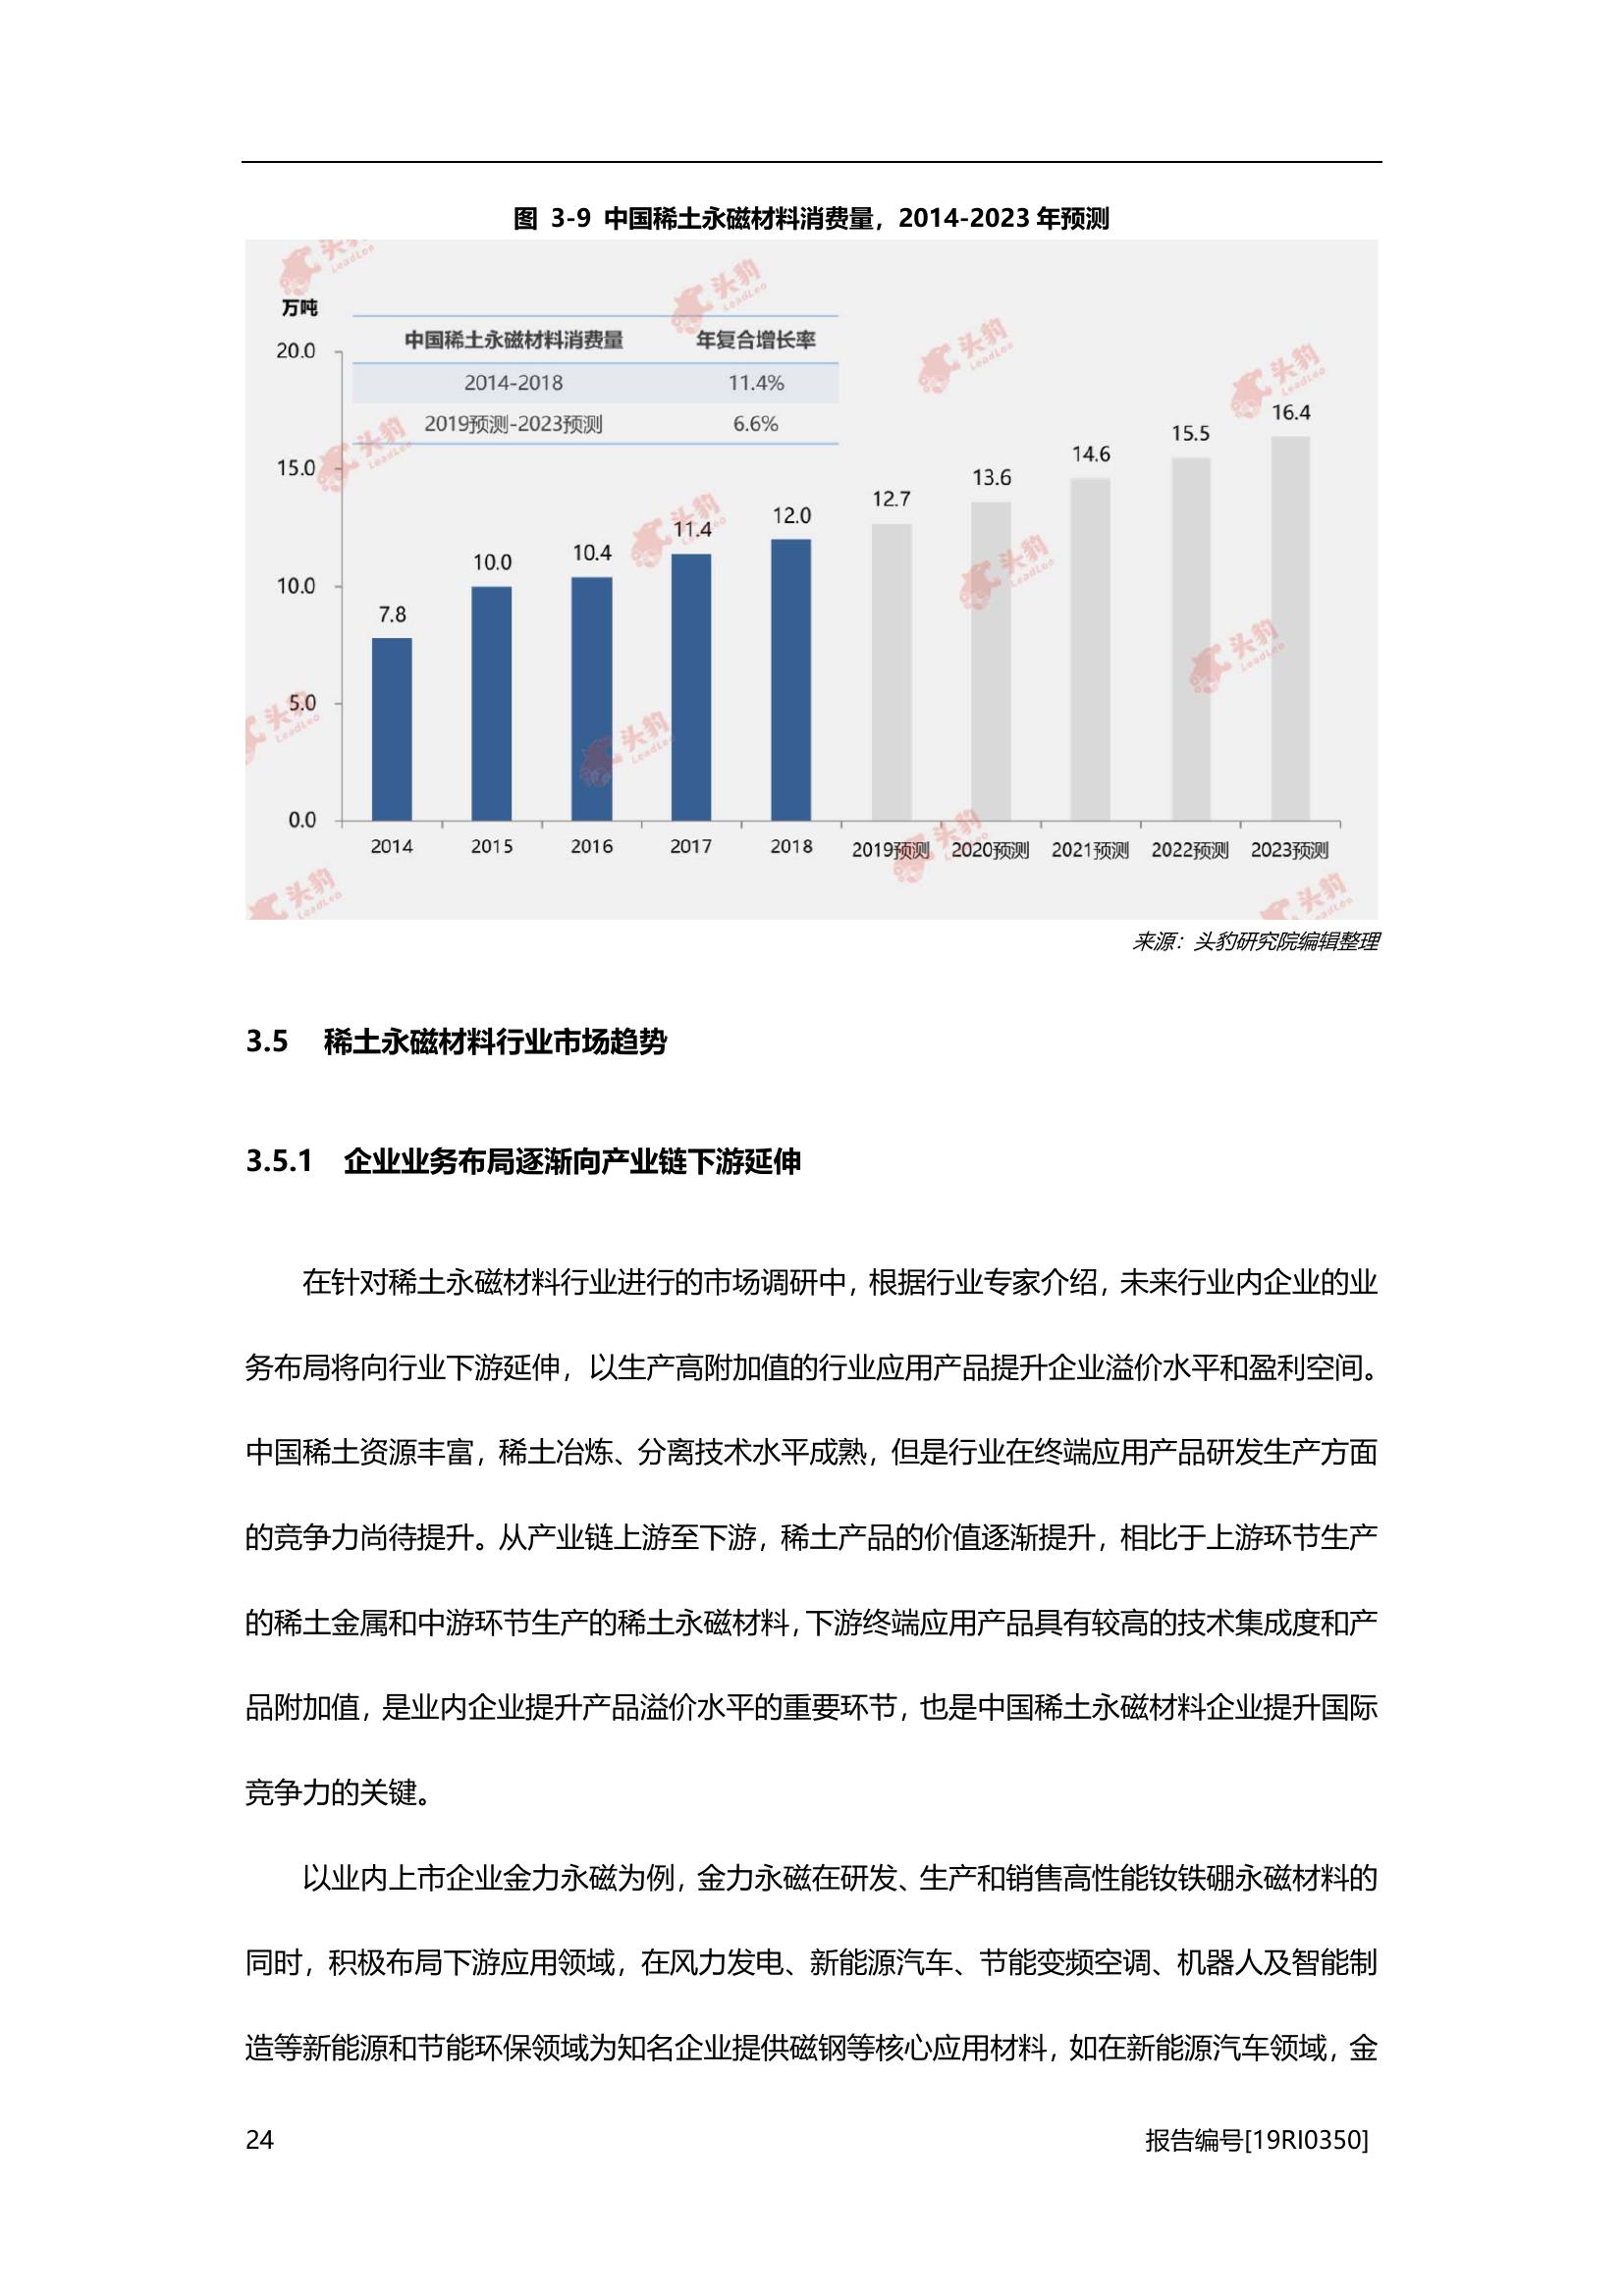 图 3-9 中国稀土永磁材料消费量，2014-2023 年预测
万吨
中国稀土永磁材料消费量 年复合增长率
2014-2018 11.4%
2019预测-2023预测 6.6%
20.0
15.0
10.0
5.0
0.0
7.8
10.0
10.4
11.4
12.0
12.7
13.6
14.6
15.5
16.4
2014 2015 2016 2017 2018 2019预测 2020预测 2021预测 2022预测 2023预测
头豹
LeadLeo
来源：头豹研究院编辑整理
3.5 稀土永磁材料行业市场趋势
3.5.1 企业业务布局逐渐向产业链下游延伸
在针对稀土永磁材料行业进行的市场调研中，根据行业专家介绍，未来行业内企业的业
务布局将向行业下游延伸，以生产高附加值的行业应用产品提升企业溢价水平和盈利空间。
中国稀土资源丰富，稀土冶炼、分离技术水平成熟，但是行业在终端应用产品研发生产方面
的竞争力尚待提升。从产业链上游至下游，稀土产品的价值逐渐提升，相比于上游环节生产
的稀土金属和中游环节生产的稀土永磁材料，下游终端应用产品具有较高的技术集成度和产
品附加值，是业内企业提升产品溢价水平的重要环节，也是中国稀土永磁材料企业提升国际
竞争力的关键。
以业内上市企业金力永磁为例，金力永磁在研发、生产和销售高性能钕铁硼永磁材料的
同时，积极布局下游应用领域，在风力发电、新能源汽车、节能变频空调、机器人及智能制
造等新能源和节能环保领域为知名企业提供磁钢等核心应用材料，如在新能源汽车领域，金
24 报告编号[19RI0350]